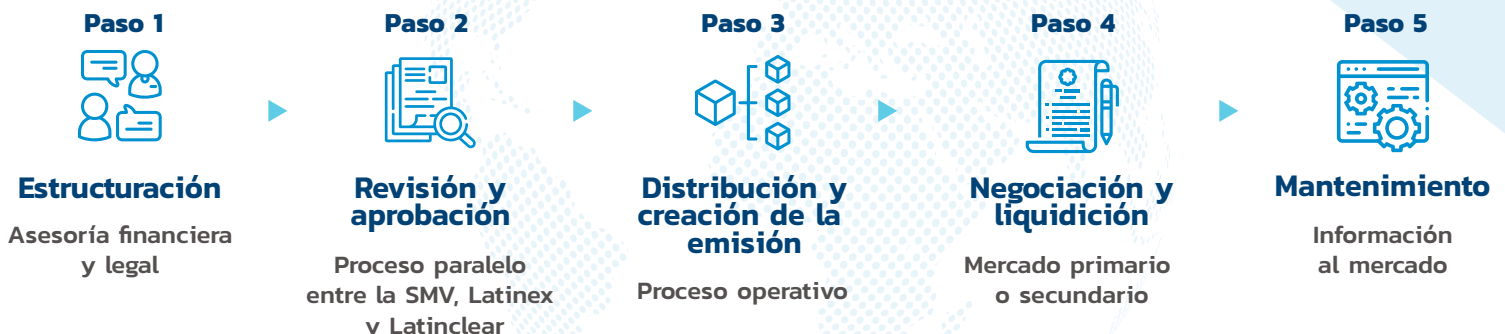 Paso 1
Estructuración
Asesoría financiera
y legal
Paso 2
Revisión y
aprobación
Proceso paralelo
entre la SMV, Latinex
y Latinclear
Paso 3
Distribución y
creación de la
emisión
Proceso operativo
Paso 4
Negociación y
liquidición
Mercado primario
o secundario
Paso 5
Mantenimiento
Información
al mercado